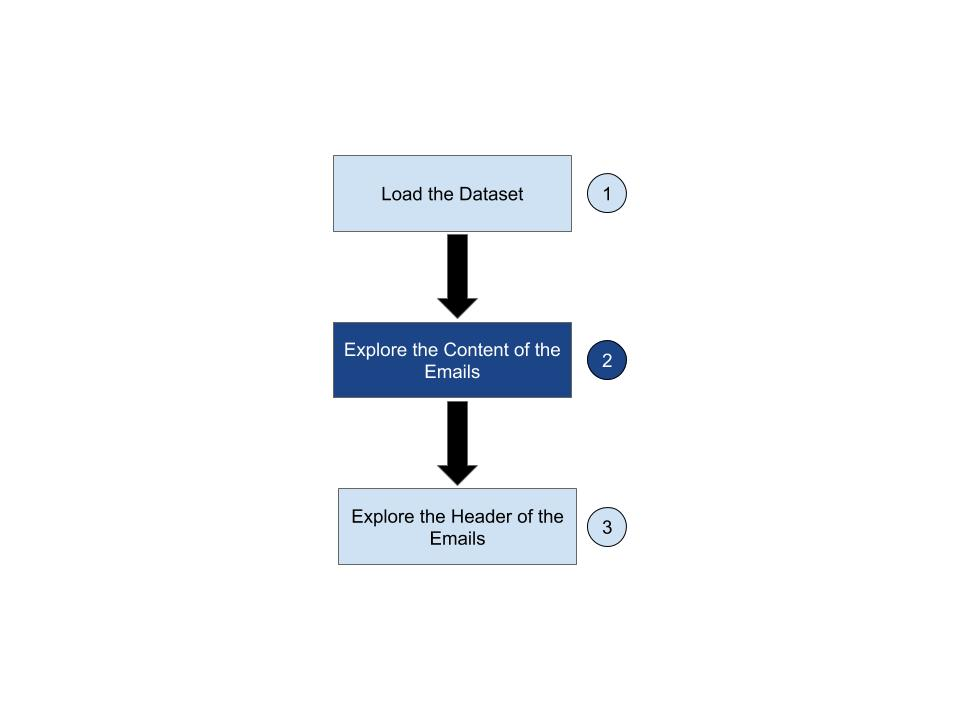 Load the Dataset
1
Explore the Content of the
Emails
2
Explore the Header of the
Emails
3